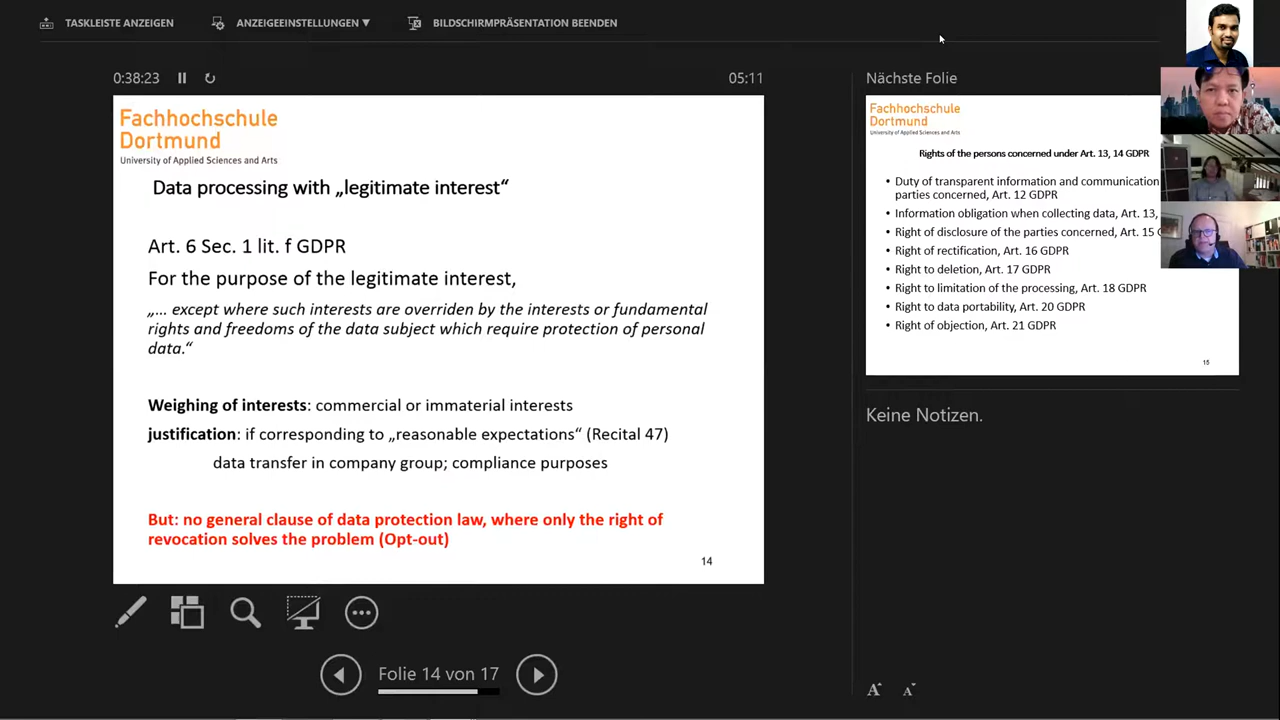 TASKLEISTE ANZEIGEN
ANZEIGEEINSTELLUNGEN ▼
BILDSCHIRMPRÄSENTATION BEENDEN
0:38:23
05:11
Fachhochschule
Dortmund
University of Applied Sciences and Arts
Data processing with „legitimate interest“
Art. 6 Sec. 1 lit. f GDPR
For the purpose of the legitimate interest,
„… except where such interests are overriden by the interests or fundamental
rights and freedoms of the data subject which require protection of personal
data.“
Weighing of interests: commercial or immaterial interests
justification: if corresponding to „reasonable expectations“ (Recital 47)
data transfer in company group; compliance purposes
But: no general clause of data protection law, where only the right of
revocation solves the problem (Opt-out)
14
Folie 14 von 17
Nächste Folie
Fachhochschule
Dortmund
University of Applied Sciences and Arts
Rights of the persons concerned under Art. 13, 14 GDPR
• Duty of transparent information and communication
parties concerned, Art. 12 GDPR
• Information obligation when collecting data, Art. 13,
• Right of disclosure of the parties concerned, Art. 15
• Right of rectification, Art. 16 GDPR
• Right to deletion, Art. 17 GDPR
• Right to limitation of the processing, Art. 18 GDPR
• Right to data portability, Art. 20 GDPR
• Right of objection, Art. 21 GDPR
15
Keine Notizen.
A A